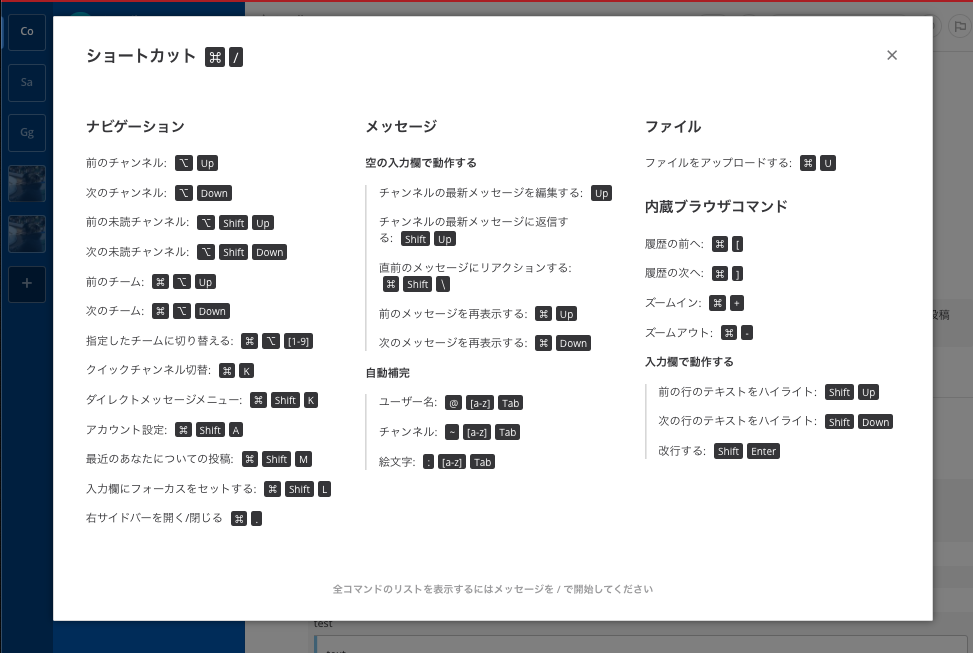 Co
Sa
Gg
+
ショートカット ⌘ /
×
ナビゲーション
前のチャンネル: ⌥ Up
次のチャンネル: ⌥ Down
前の未読チャンネル: ⌥ Shift Up
次の未読チャンネル: ⌥ Shift Down
前のチーム: ⌘ ⌥ Up
次のチーム: ⌘ ⌥ Down
指定したチームに切り替える: ⌘ ⌥ [1-9]
クイックチャンネル切替: ⌘ K
ダイレクトメッセージメニュー: ⌘ Shift K
アカウント設定: ⌘ Shift A
最近のあなたについての投稿: ⌘ Shift M
入力欄にフォーカスをセットする: ⌘ Shift L
右サイドバーを開く/閉じる ⌘ .
メッセージ
空の入力欄で動作する
チャンネルの最新メッセージを編集する: Up
チャンネルの最新メッセージに返信す
る: Shift Up
直前のメッセージにリアクションする:
⌘ Shift \
前のメッセージを再表示する: ⌘ Up
次のメッセージを再表示する: ⌘ Down
自動補完
ユーザー名: @ [a-z] Tab
チャンネル: ~ [a-z] Tab
絵文字: : [a-z] Tab
ファイル
ファイルをアップロードする: ⌘ U
内蔵ブラウザコマンド
履歴の前へ: ⌘ [
履歴の次へ: ⌘ ]
ズームイン: ⌘ +
ズームアウト: ⌘ -
入力欄で動作する
前の行のテキストをハイライト: Shift Up
次の行のテキストをハイライト: Shift Down
改行する: Shift Enter
全コマンドのリストを表示するにはメッセージを / で開始してください
投稿
test